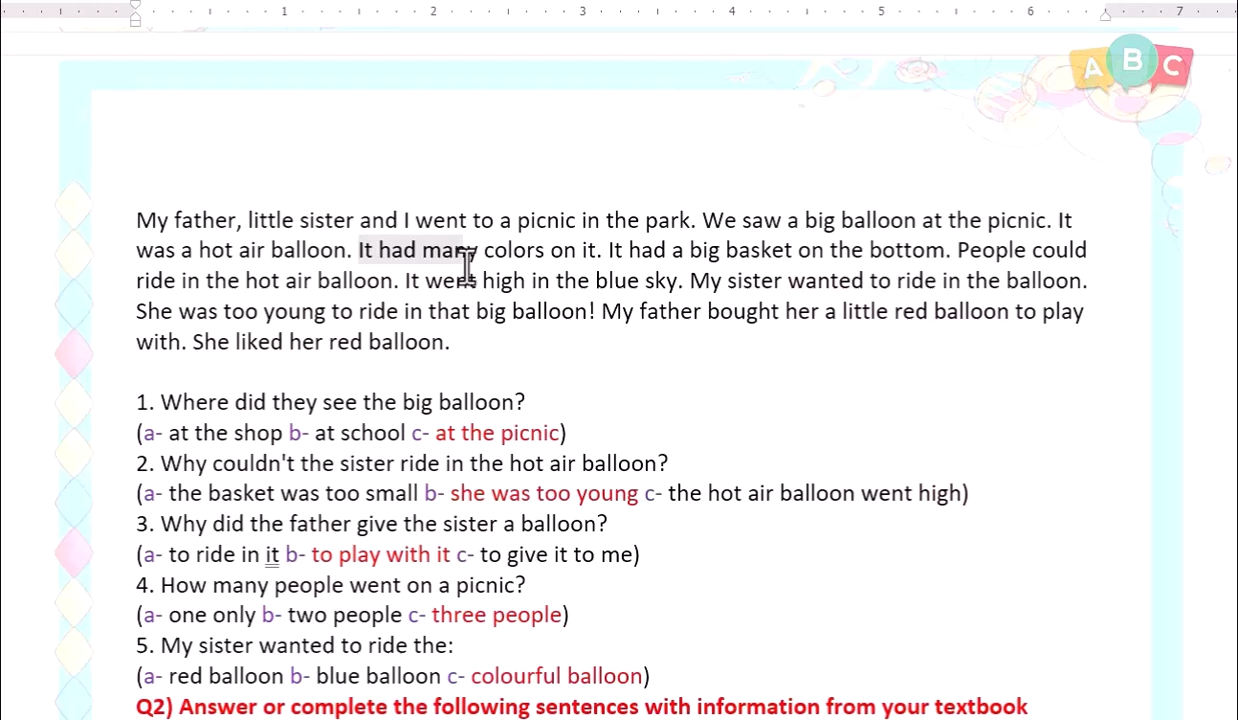 1 2 3 4 5 6 7
A B C
My father, little sister and I went to a picnic in the park. We saw a big balloon at the picnic. It
was a hot air balloon. It had many colors on it. It had a big basket on the bottom. People could
ride in the hot air balloon. It went high in the blue sky. My sister wanted to ride in the balloon.
She was too young to ride in that big balloon! My father bought her a little red balloon to play
with. She liked her red balloon.
1. Where did they see the big balloon?
(a- at the shop b- at school c- at the picnic)
2. Why couldn't the sister ride in the hot air balloon?
(a- the basket was too small b- she was too young c- the hot air balloon went high)
3. Why did the father give the sister a balloon?
(a- to ride in it b- to play with it c- to give it to me)
4. How many people went on a picnic?
(a- one only b- two people c- three people)
5. My sister wanted to ride the:
(a- red balloon b- blue balloon c- colourful balloon)
Q2) Answer or complete the following sentences with information from your textbook